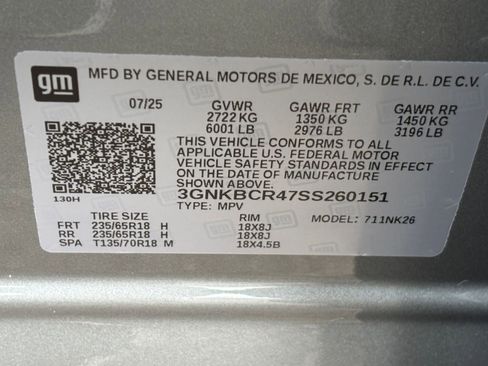 gm
MFD BY GENERAL MOTORS DE MEXICO, S. DE R.L. DE C.V.
07/25 GVWR GAWR FRT GAWR RR
2722 KG 1350 KG 1450 KG
6001 LB 2976 LB 3196 LB
THIS VEHICLE CONFORMS TO ALL
APPLICABLE U.S. FEDERAL MOTOR
VEHICLE SAFETY STANDARDS IN EFFECT
ON THE DATE OF MANUFACTURE
SHOWN ABOVE.
3GNKBCR47SS260151
130H TYPE: MPV MODEL: 711NK26
TIRE SIZE RIM
FRT 235/65R18 H 18X8J
RR 235/65R18 H 18X8J
SPA T135/70R18 M 18X4.5B